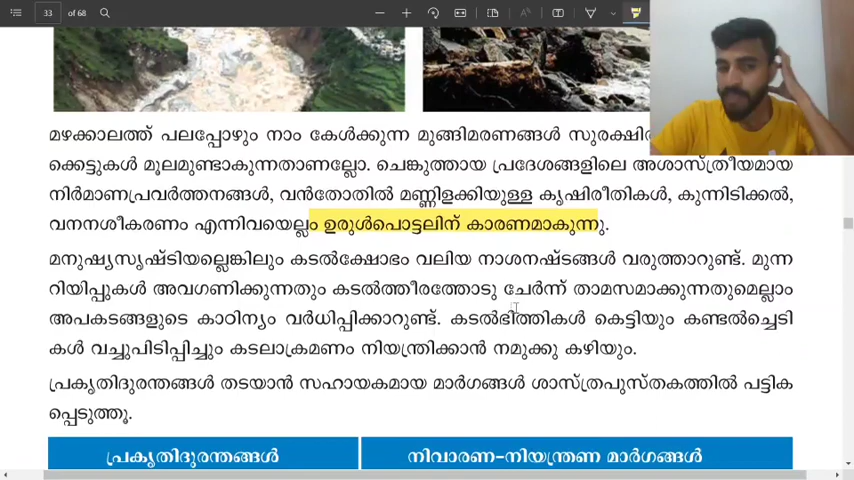 33 of 68
മഴക്കാലത്ത് പലപ്പോഴും നാം കേൾക്കുന്ന മുങ്ങിമരണങ്ങൾ സുരക്ഷി
ക്കെട്ടുകൾ മൂലമുണ്ടാകുന്നതാണല്ലോ. ചെങ്കുത്തായ പ്രദേശങ്ങളിലെ അശാസ്ത്രീയമായ
നിർമാണപ്രവർത്തനങ്ങൾ, വൻതോതിൽ മണ്ണിളക്കിയുള്ള കൃഷിരീതികൾ, കുന്നിടിക്കൽ,
വനനശീകരണം എന്നിവയെല്ലാം ഉരുൾപൊട്ടലിന് കാരണമാകുന്നു.
മനുഷ്യസൃഷ്ടിയല്ലെങ്കിലും കടൽക്ഷോഭം വലിയ നാശനഷ്ടങ്ങൾ വരുത്താറുണ്ട്. മുന്ന
റിയിപ്പുകൾ അവഗണിക്കുന്നതും കടൽത്തീരത്തോടു ചേർന്ന് താമസമാക്കുന്നതുമെല്ലാം
അപകടങ്ങളുടെ കാഠിന്യം വർധിപ്പിക്കാറുണ്ട്. കടൽഭിത്തികൾ കെട്ടിയും കണ്ടൽച്ചെടി
കൾ വച്ചുപിടിപ്പിച്ചും കടലാക്രമണം നിയന്ത്രിക്കാൻ നമുക്കു കഴിയും.
പ്രകൃതിദുരന്തങ്ങൾ തടയാൻ സഹായകമായ മാർഗങ്ങൾ ശാസ്ത്രപുസ്തകത്തിൽ പട്ടിക
പ്പെടുത്തൂ.
പ്രകൃതിദുരന്തങ്ങൾ നിവാരണ-നിയന്ത്രണ മാർഗങ്ങൾ